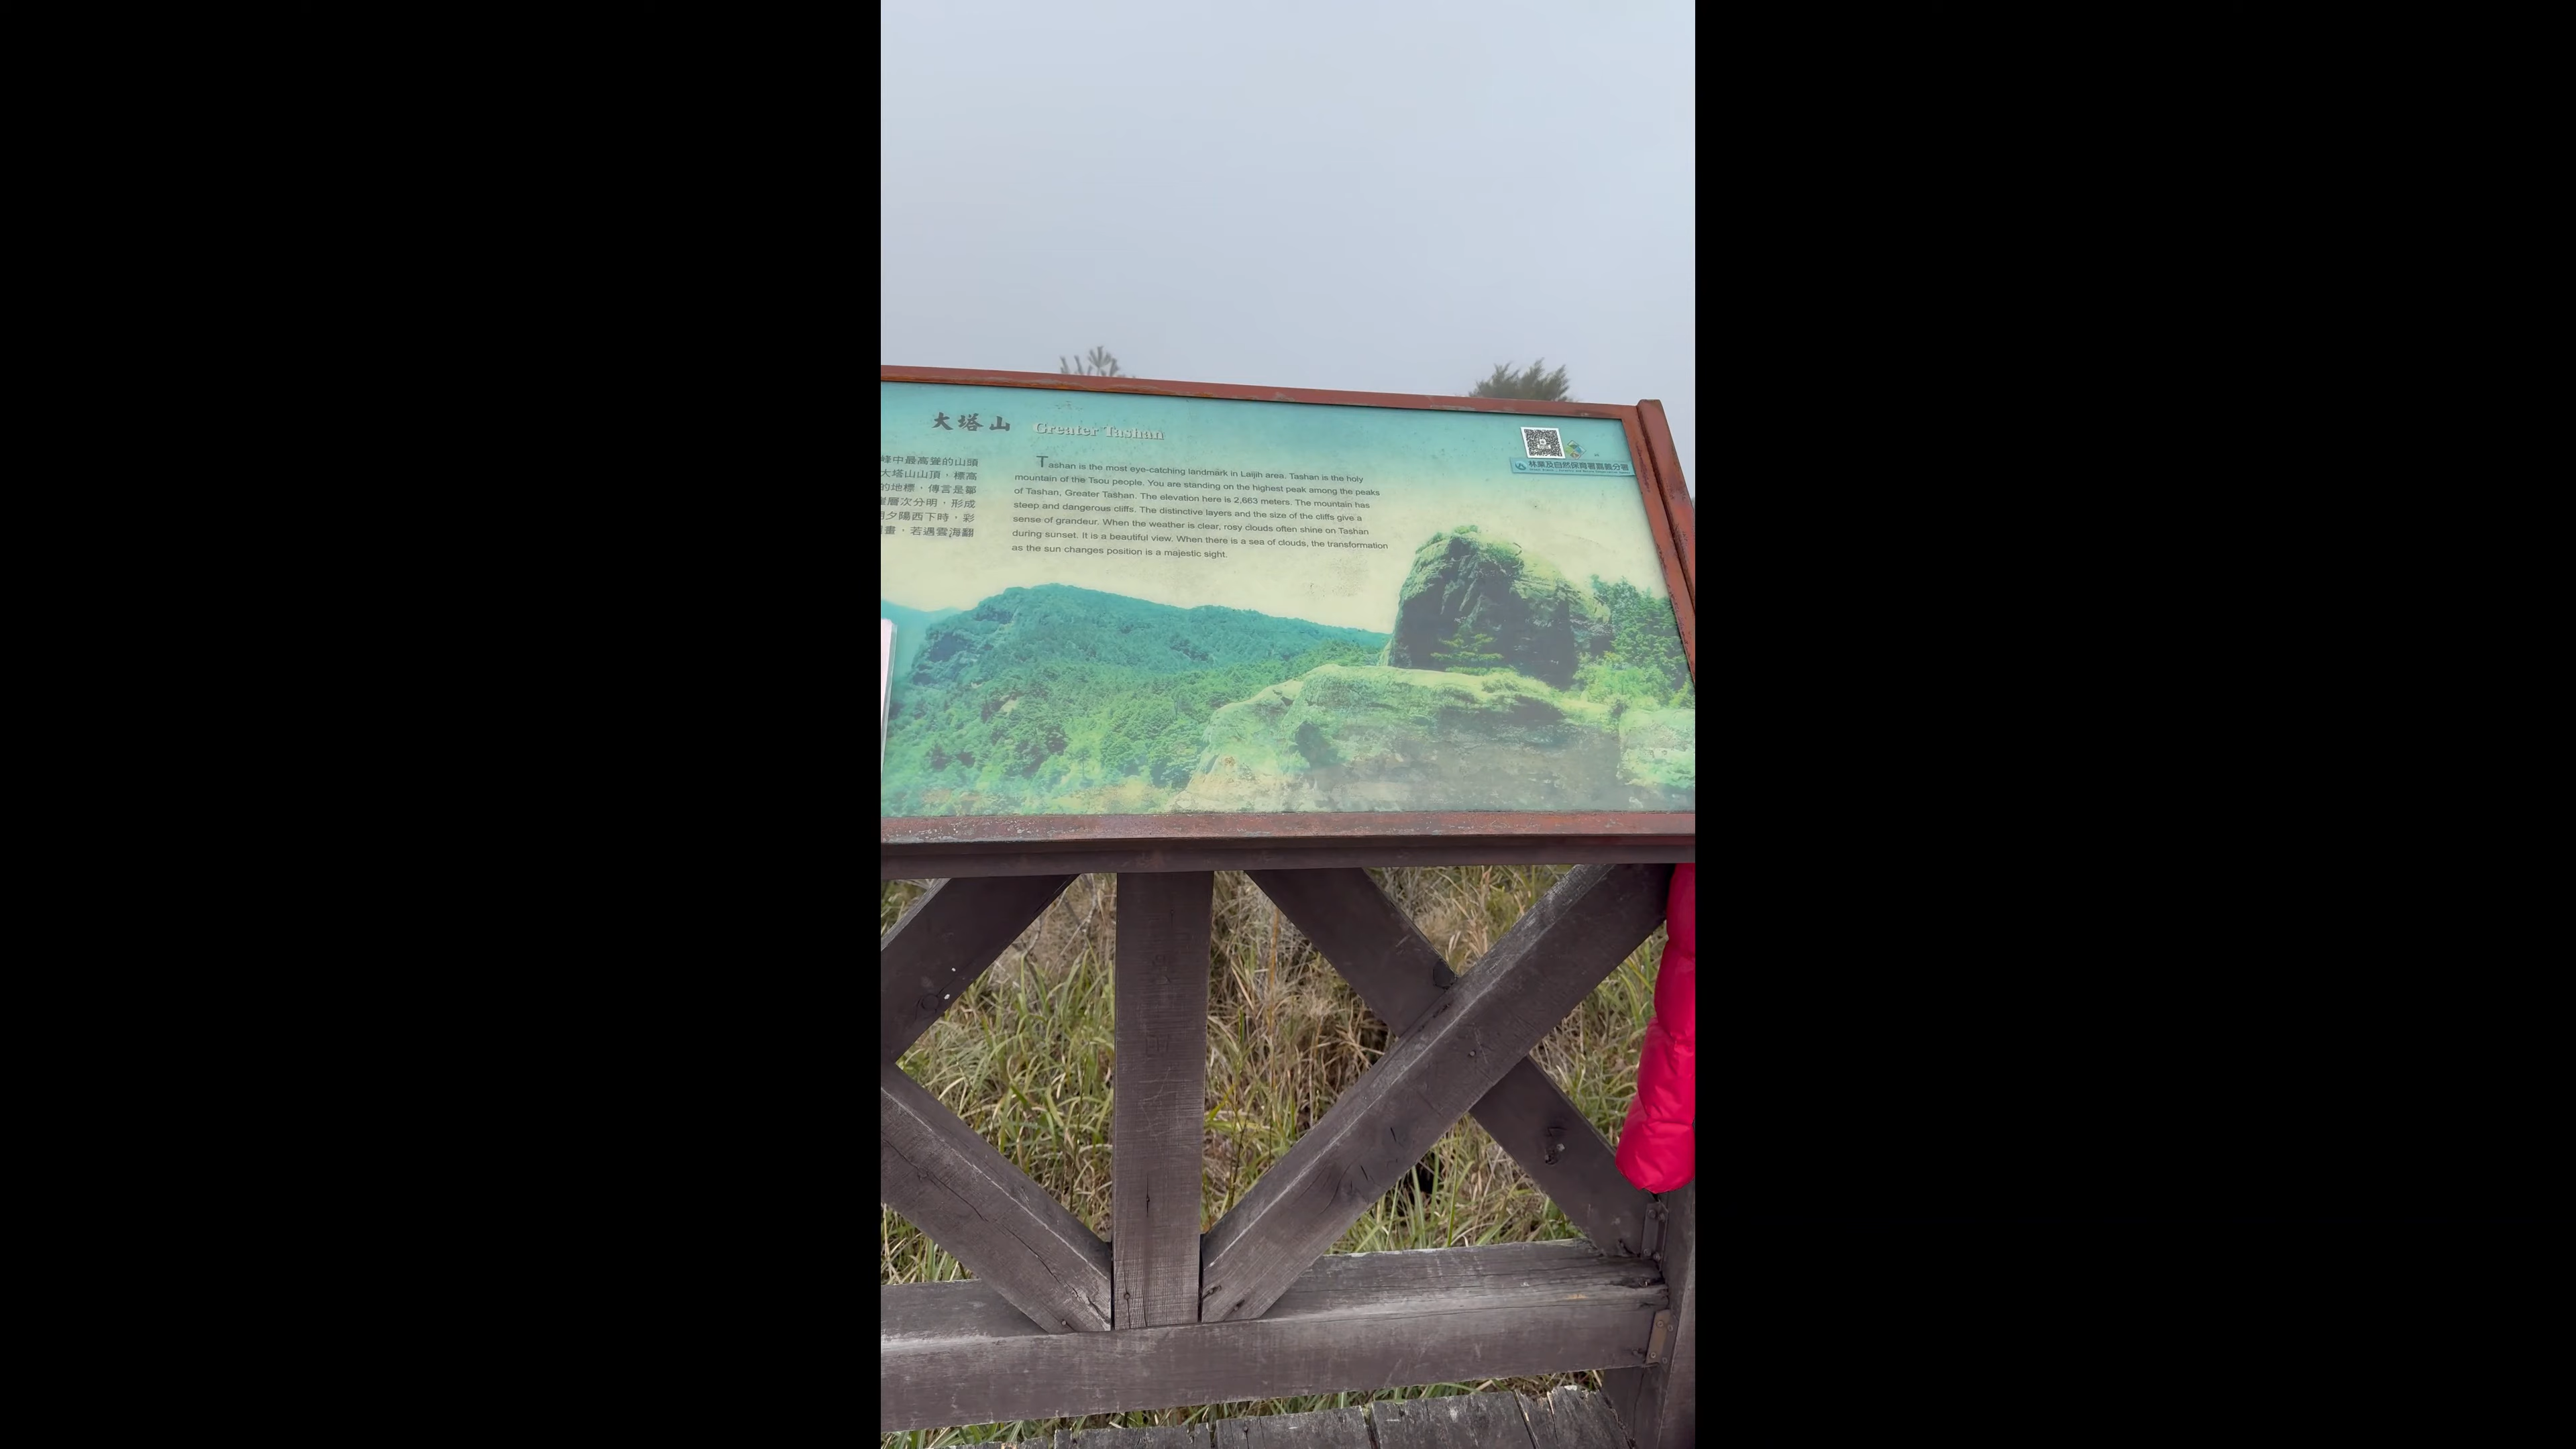 大塔山 Greater Tashan
峰中最高聳的山頭
大塔山山頂，標高
的地標，傳言是鄒
層次分明，形成
夕陽西下時，彩
畫，若遇雲海翻
Tashan is the most eye-catching landmark in Laijih area. Tashan is the holy
mountain of the Tsou people. You are standing on the highest peak among the peaks
of Tashan, Greater Tashan. The elevation here is 2,663 meters. The mountain has
steep and dangerous cliffs. The distinctive layers and the size of the cliffs give a
sense of grandeur. When the weather is clear, rosy clouds often shine on Tashan
during sunset. It is a beautiful view. When there is a sea of clouds, the transformation
as the sun changes position is a majestic sight.
林業及自然保育署嘉義分署